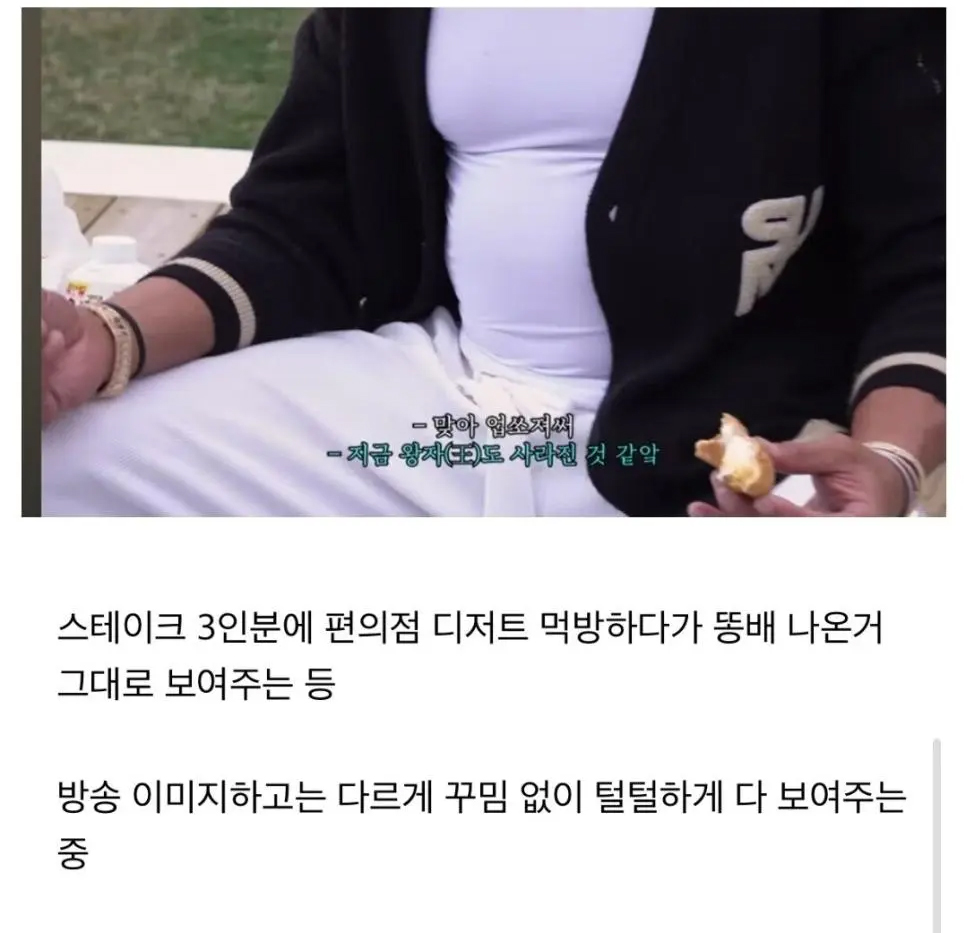 - 맞아 업쏘져써
- 저금 왕자(王)도 사라진 것 같앜
스테이크 3인분에 편의점 디저트 먹방하다가 똥배 나온거
그대로 보여주는 등
방송 이미지하고는 다르게 꾸밈 없이 털털하게 다 보여주는
중